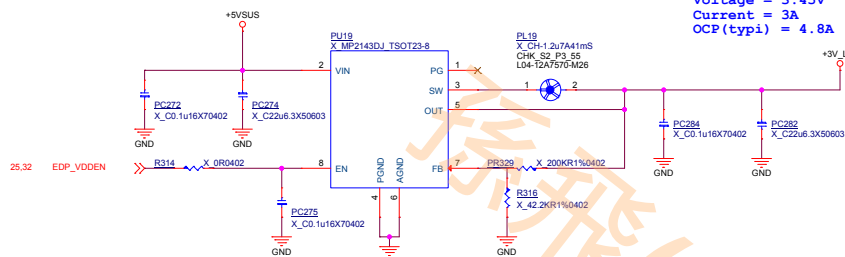 Voltage = 3.45V
Current = 3A
OCP(typi) = 4.8A
+5VSUS
PU19
X_MP2143DJ_TSOT23-8
PL19
X_CH-1.2u7A41mS
CHK_S2_P3_55
L04-12A7570-M26
+3V_L
2 VIN
PG 1
SW 3
1 2
OUT 5
PC272
X_C0.1u16X70402
PC274
X_C22u6.3X50603
PC284
X_C0.1u16X70402
PC282
X_C22u6.3X50603
GND
GND
GND
GND
25,32 EDP_VDDEN
R314
X_0R0402
8 EN
PGND
AGND
FB 7
PR329
X_200KR1%0402
4
6
R316
X_42.2KR1%0402
PC275
X_C0.1u16X70402
GND
GND
孫飛